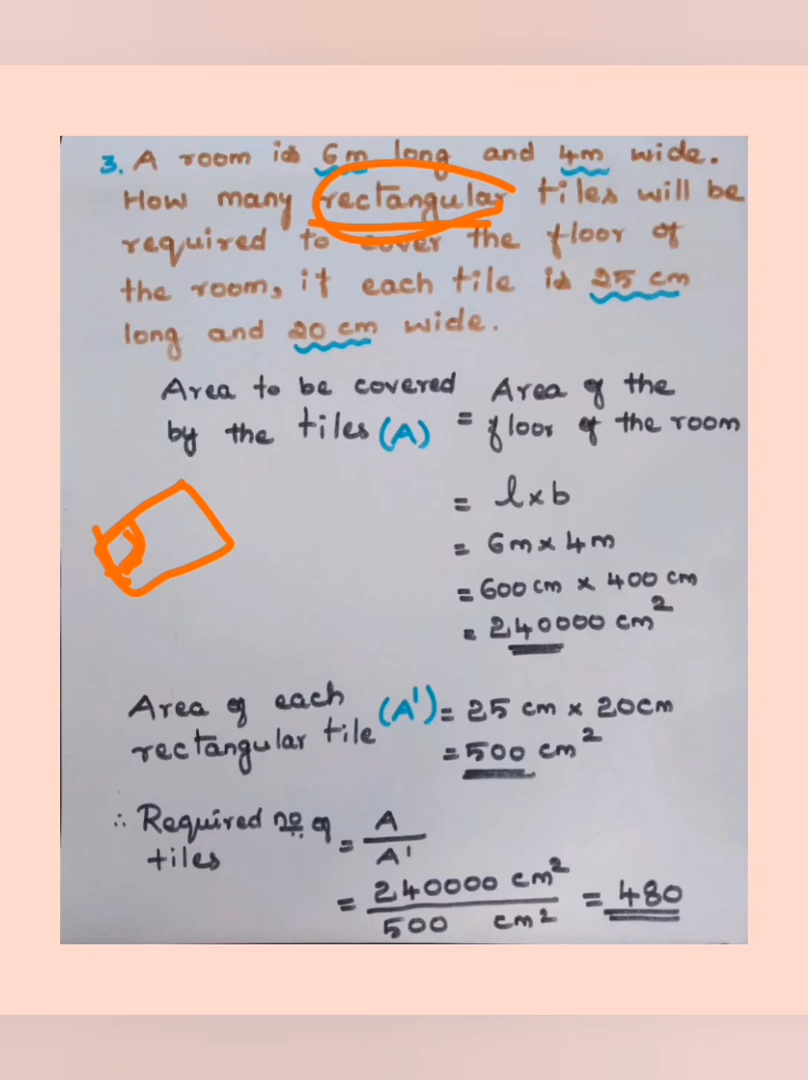 3. A room is 6m long and 4m wide.
How many rectangular tiles will be
required to cover the floor of
the room, if each tile is 25 cm
long and 20 cm wide.
Area to be covered by the tiles (A) = Area of the floor of the room
= l × b
= 6m × 4m
= 600 cm × 400 cm
= 240000 cm²
Area of each rectangular tile (A') = 25 cm × 20cm
= 500 cm²
∴ Required no of tiles = A / A'
= 240000 cm² / 500 cm² = 480